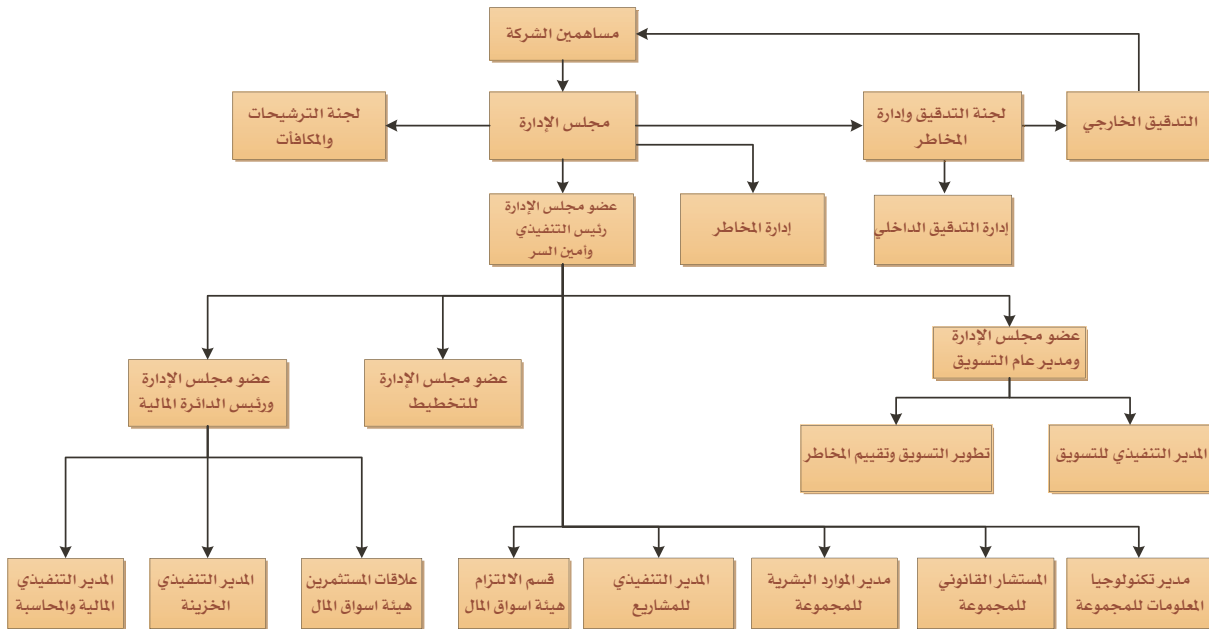 مساهمين الشركة
مجلس الإدارة
لجنة الترشيحات
والمكافأت
لجنة التدقيق وإدارة
المخاطر
التدقيق الخارجي
عضو مجلس الإدارة
رئيس التنفيذي
وأمين السر
إدارة المخاطر
إدارة التدقيق الداخلي
عضو مجلس الإدارة
ومدير عام التسويق
عضو مجلس الإدارة
للتخطيط
عضو مجلس الإدارة
ورئيس الدائرة المالية
المدير التنفيذي للتسويق
تطوير التسويق وتقييم المخاطر
مدير تكنولوجيا
المعلومات للمجموعة
المستشار القانوني
للمجموعة
مدير الموارد البشرية
للمجموعة
المدير التنفيذي
للمشاريع
قسم الالتزام
هيئة اسواق المال
علاقات المستثمرين
هيئة اسواق المال
المدير التنفيذي
الخزينة
المدير التنفيذي
المالية والمحاسبة